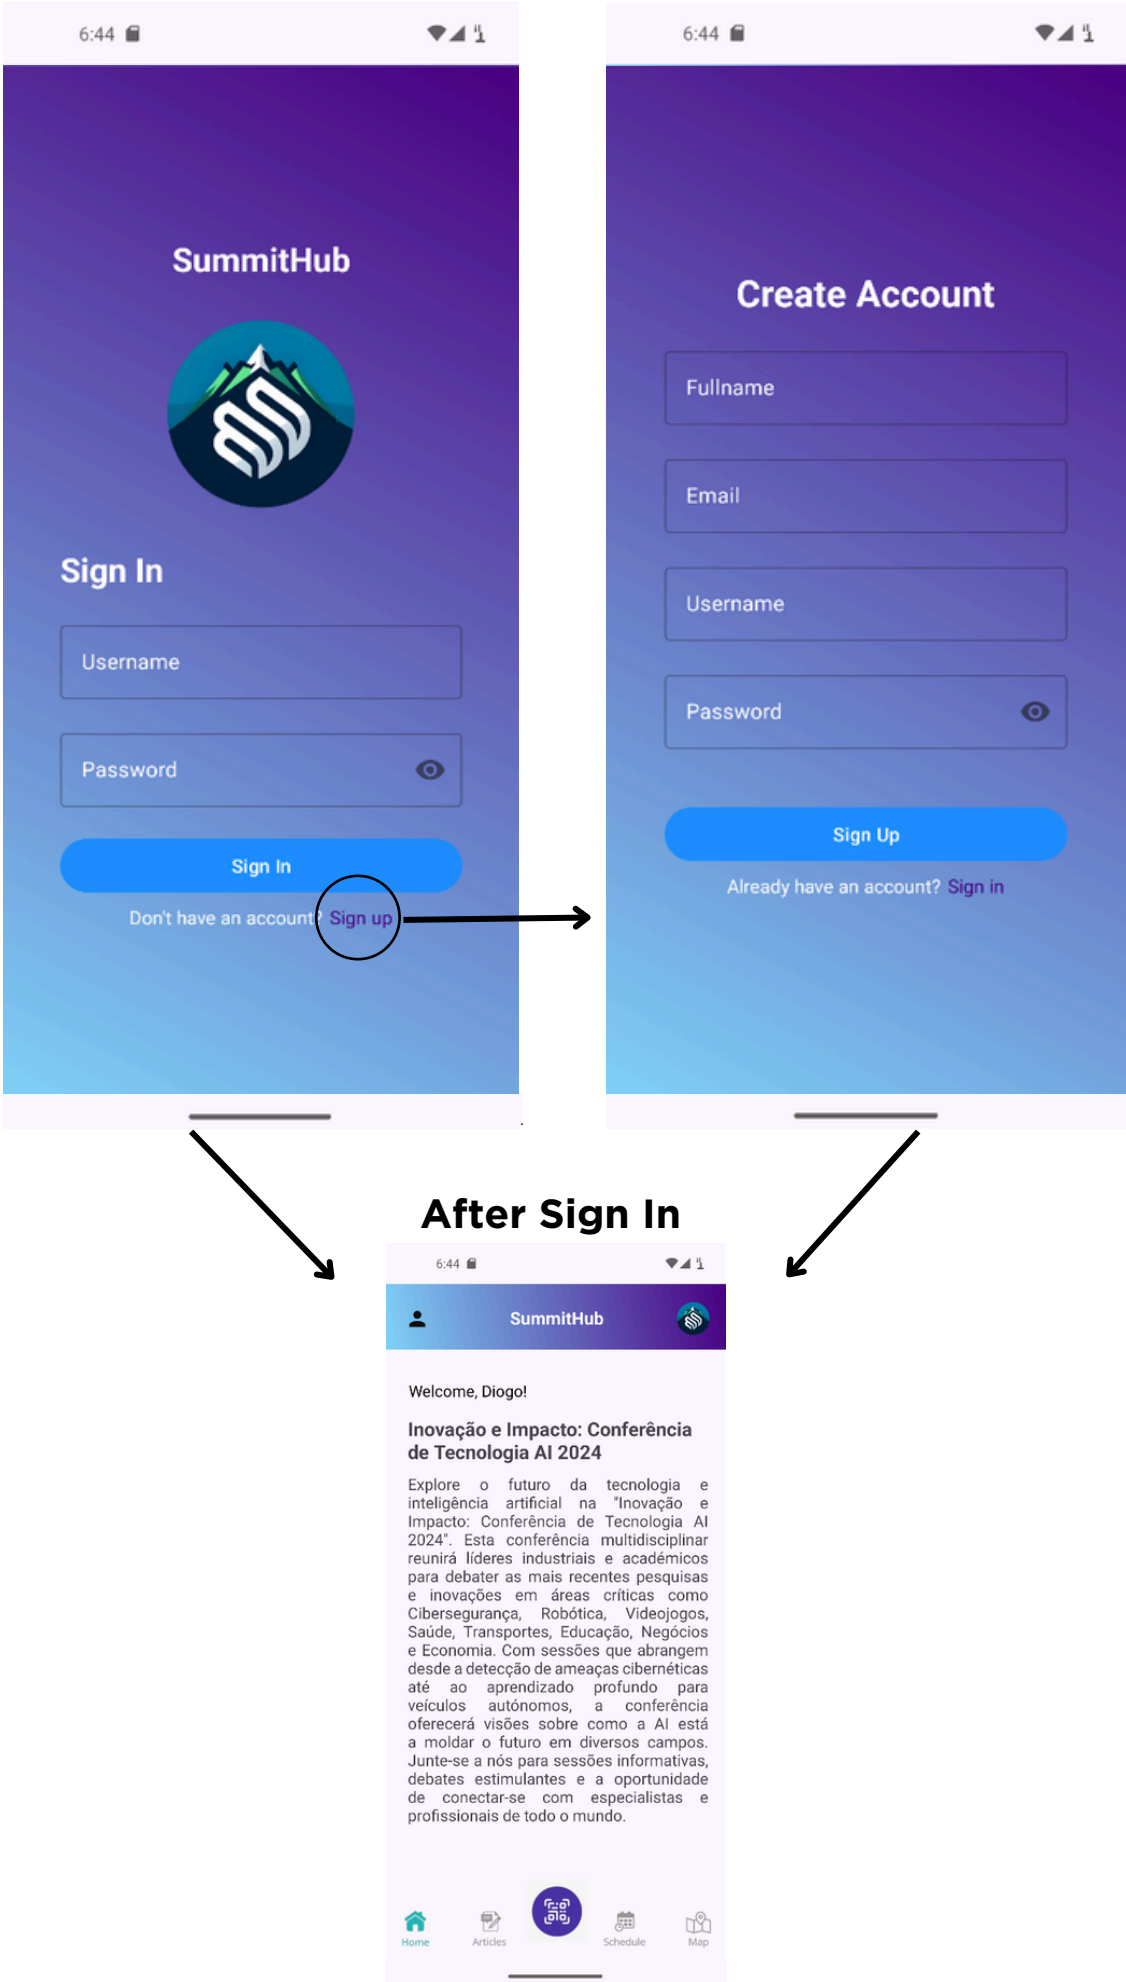 6:44
SummitHub
Sign In
Username
Password
Sign In
Don't have an account? Sign up
6:44
Create Account
Fullname
Email
Username
Password
Sign Up
Already have an account? Sign in
After Sign In
6:44
SummitHub
Welcome, Diogo!
Inovação e Impacto: Conferência
de Tecnologia AI 2024
Explore o futuro da tecnologia e
inteligência artificial na "Inovação e
Impacto: Conferência de Tecnologia AI
2024". Esta conferência multidisciplinar
reunirá líderes industriais e académicos
para debater as mais recentes pesquisas
e inovações em áreas críticas como
Cibersegurança, Robótica, Videojogos,
Saúde, Transportes, Educação, Negócios
e Economia. Com sessões que abrangem
desde a detecção de ameaças cibernéticas
até ao aprendizado profundo para
veículos autónomos, a conferência
oferecerá visões sobre como a AI está
a moldar o futuro em diversos campos.
Junte-se a nós para sessões informativas,
debates estimulantes e a oportunidade
de conectar-se com especialistas e
profissionais de todo o mundo.
Home
Articles
Schedule
Map